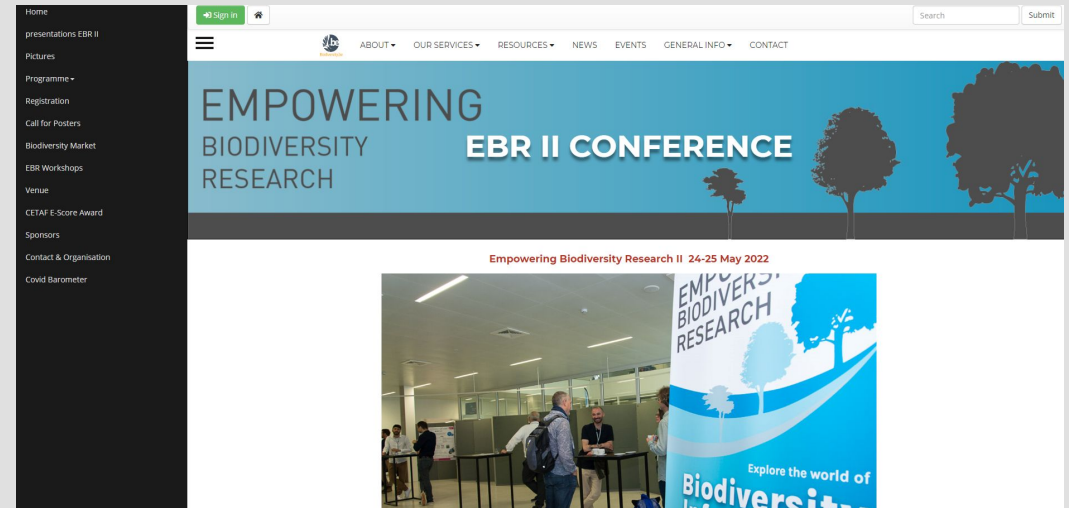 Home
presentations EBR II
Pictures
Programme
Registration
Call for Posters
Biodiversity Market
EBR Workshops
Venue
CETAF E-Score Award
Sponsors
Contact & Organisation
Covid Barometer
Sign in
Search
Submit
.be
ABOUT OUR SERVICES RESOURCES NEWS EVENTS GENERAL INFO CONTACT
EMPOWERING
BIODIVERSITY
RESEARCH
EBR II CONFERENCE
Empowering Biodiversity Research II 24-25 May 2022
BIODIVERSITY
RESEARCH
Explore the world of
Biodiversity